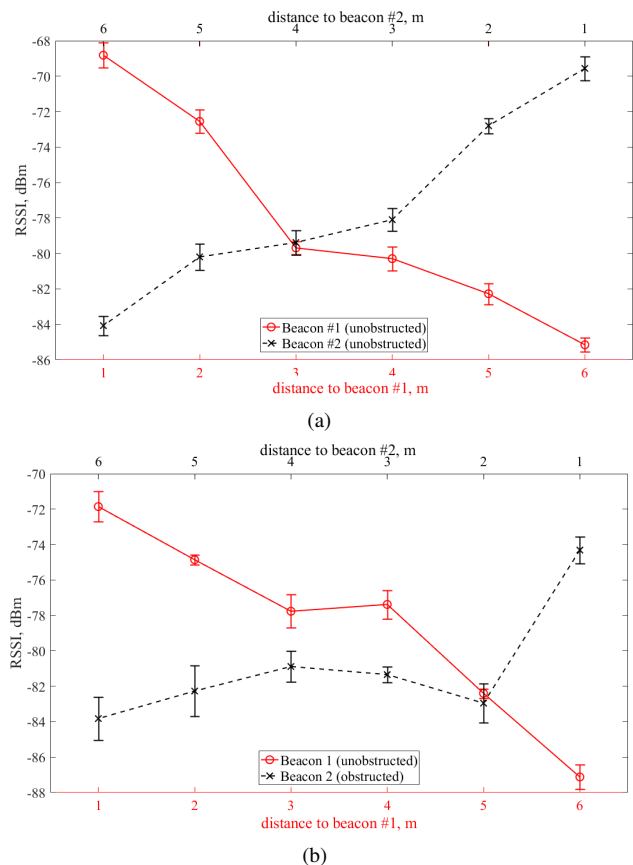 distance to beacon #2, m
6 5 4 3 2 1
-68
-70
-72
-74
-76
-78
-80
-82
-84
-86
RSSI, dBm
Beacon #1 (unobstructed)
Beacon #2 (unobstructed)
1 2 3 4 5 6
distance to beacon #1, m
(a)
distance to beacon #2, m
6 5 4 3 2 1
-70
-72
-74
-76
-78
-80
-82
-84
-86
-88
RSSI, dBm
Beacon 1 (unobstructed)
Beacon 2 (obstructed)
1 2 3 4 5 6
distance to beacon #1, m
(b)